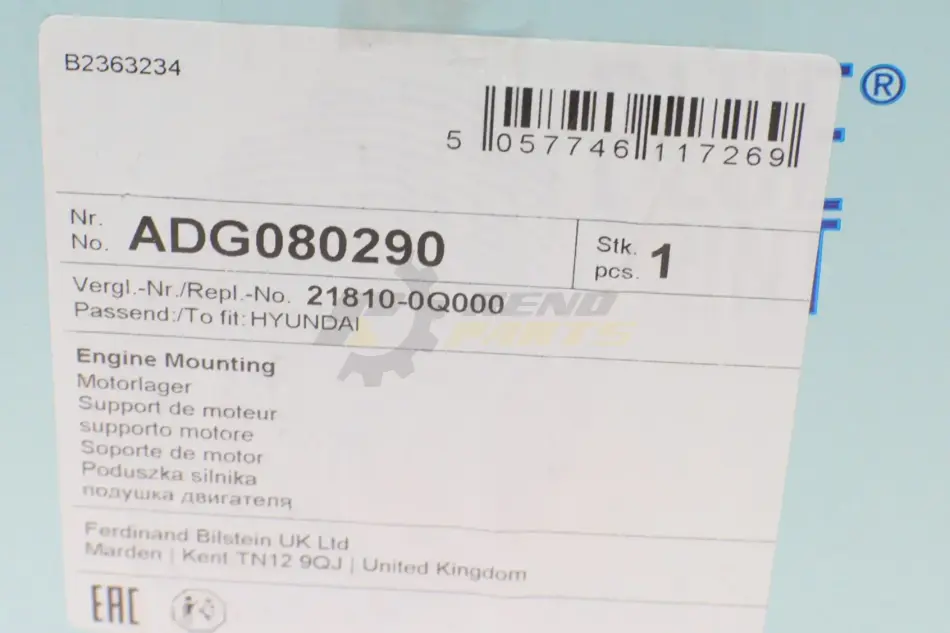 B2363234
5 057746 117269
®
Nr.
No. ADG080290
Stk.
pcs. 1
Vergl.-Nr./Repl.-No. 21810-0Q000
Passend:/To fit: HYUNDAI
PARTS
Engine Mounting
Motorlager
Support de moteur
supporto motore
Soporte de motor
Poduszka silnika
подушка двигателя
Ferdinand Bilstein UK Ltd
Marden | Kent TN12 9QJ | United Kingdom
EAC